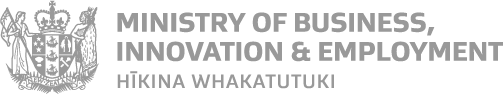 MINISTRY OF BUSINESS,
INNOVATION & EMPLOYMENT
HĪKINA WHAKATUTUKI